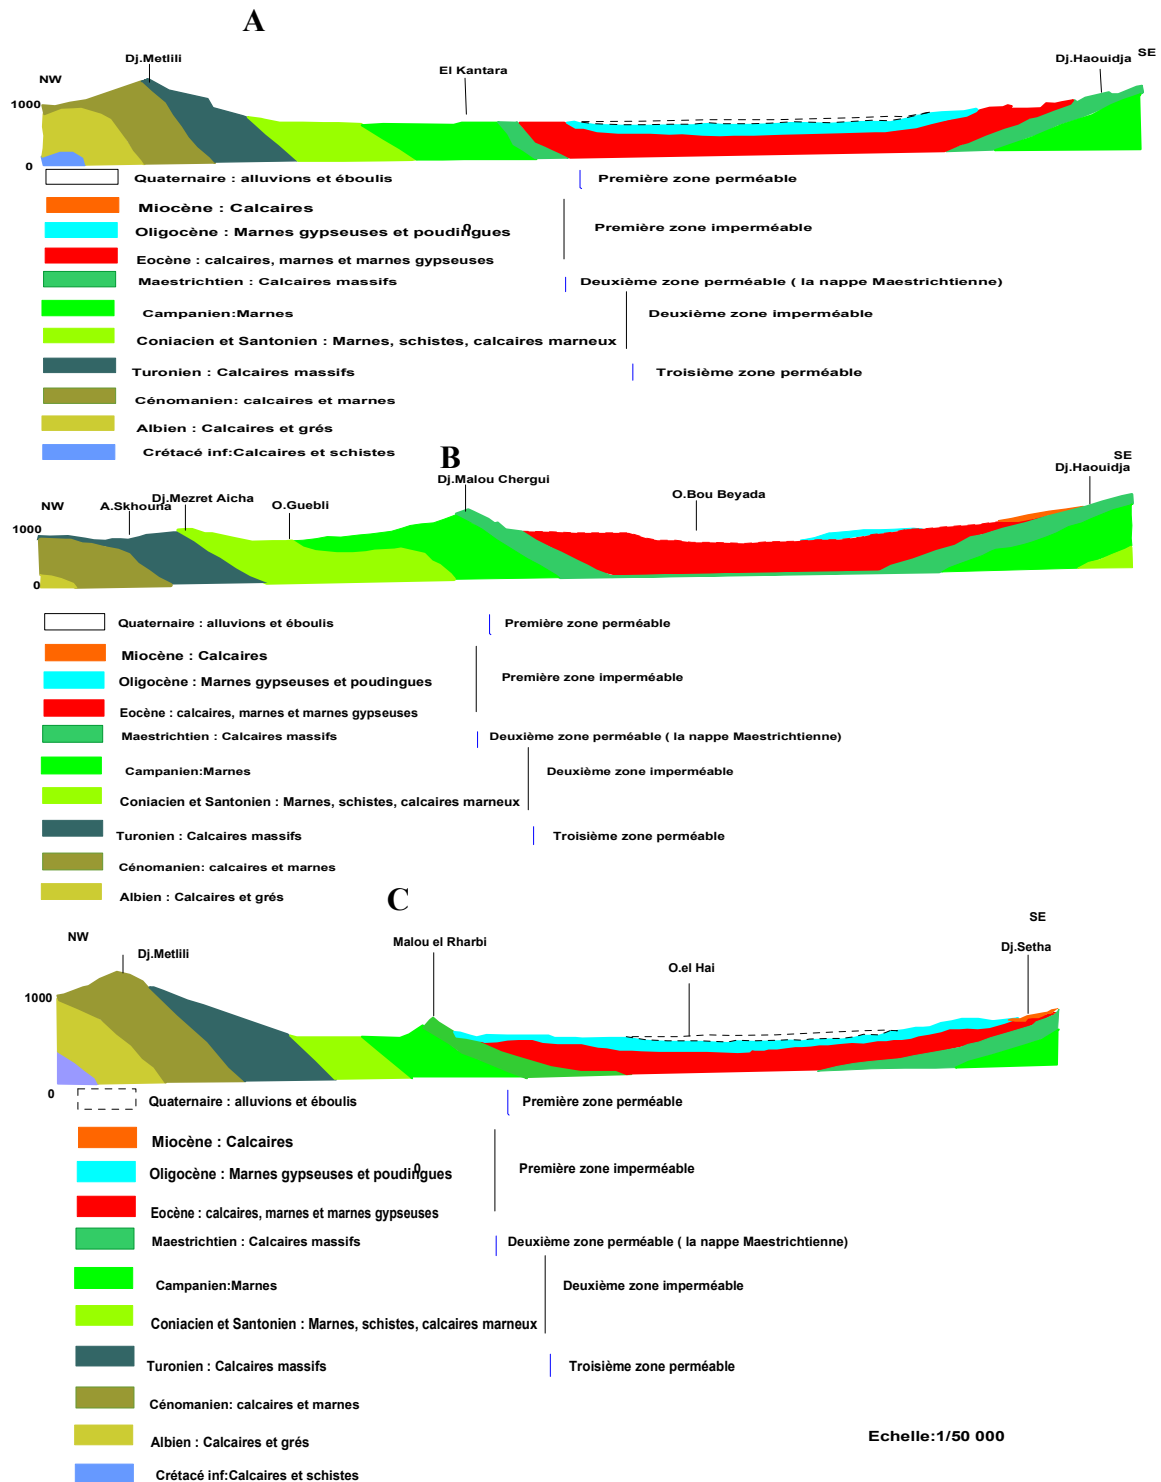 A
Dj.Metlili
SE
NW
El Kantara
Dj.Haouidja
1000
0
Quaternaire : alluvions et éboulis
Première zone perméable
Miocène : Calcaires
0
Oligocène : Marnes gypseuses et poudingues
Première zone imperméable
Eocène : calcaires, marnes et marnes gypseuses
Maestrichtien : Calcaires massifs
Deuxième zone perméable ( la nappe Maestrichtienne)
Campanien:Marnes
Deuxième zone imperméable
Coniacien et Santonien : Marnes, schistes, calcaires marneux
Turonien : Calcaires massifs
Troisième zone perméable
Cénomanien: calcaires et marnes
Albien : Calcaires et grés
Crétacé inf:Calcaires et schistes
B
SE
Dj.Malou Chergui
Dj.Haouidja
NW
A.Skhouna
Dj.Mezret Aicha
O.Guebli
O.Bou Beyada
1000
0
Quaternaire : alluvions et éboulis
Première zone perméable
Miocène : Calcaires
Oligocène : Marnes gypseuses et poudingues
Première zone imperméable
Eocène : calcaires, marnes et marnes gypseuses
Maestrichtien : Calcaires massifs
Deuxième zone perméable ( la nappe Maestrichtienne)
Campanien:Marnes
Deuxième zone imperméable
Coniacien et Santonien : Marnes, schistes, calcaires marneux
Turonien : Calcaires massifs
Troisième zone perméable
Cénomanien: calcaires et marnes
Albien : Calcaires et grés
C
SE
NW
Dj.Metlili
Malou el Rharbi
Dj.Setha
O.el Hai
1000
0
Quaternaire : alluvions et éboulis
Première zone perméable
Miocène : Calcaires
0
Oligocène : Marnes gypseuses et poudingues
Première zone imperméable
Eocène : calcaires, marnes et marnes gypseuses
Maestrichtien : Calcaires massifs
Deuxième zone perméable ( la nappe Maestrichtienne)
Campanien:Marnes
Deuxième zone imperméable
Coniacien et Santonien : Marnes, schistes, calcaires marneux
Turonien : Calcaires massifs
Troisième zone perméable
Cénomanien: calcaires et marnes
Albien : Calcaires et grés
Echelle:1/50 000
Crétacé inf:Calcaires et schistes